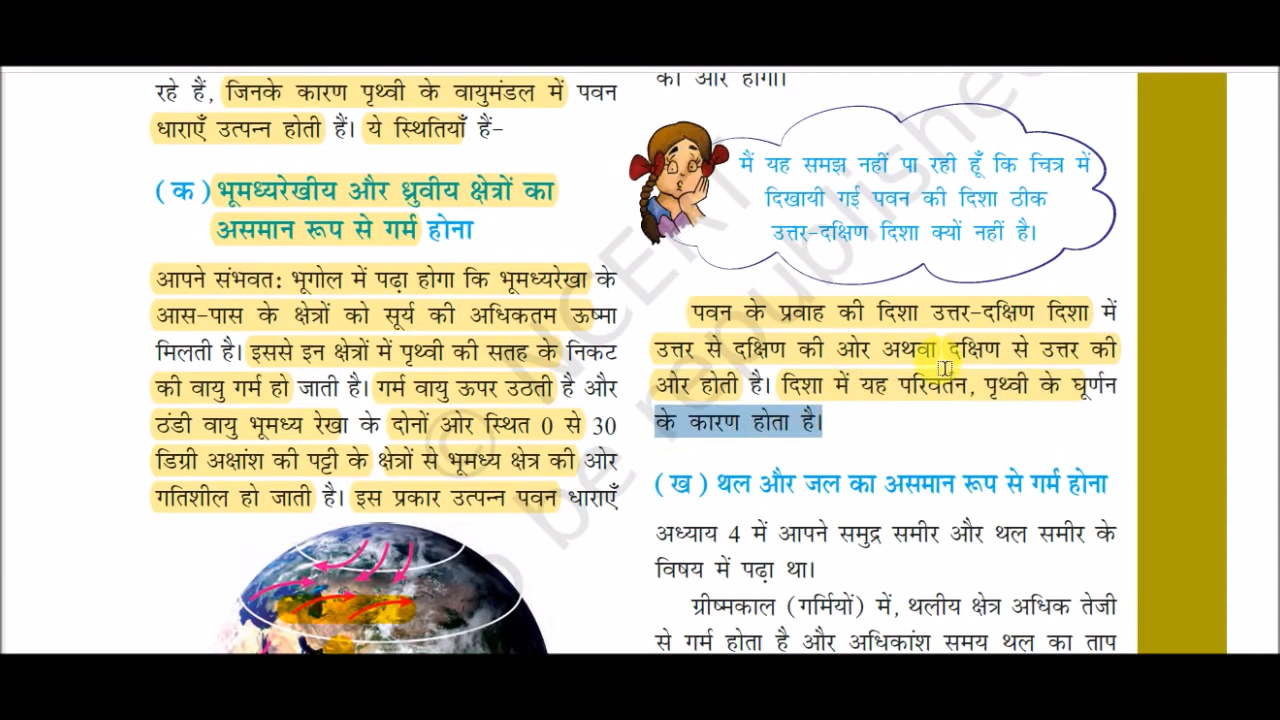 रहे हैं, जिनके कारण पृथ्वी के वायुमंडल में पवन
धाराएँ उत्पन्न होती हैं। ये स्थितियाँ हैं–
(क) भूमध्यरेखीय और ध्रुवीय क्षेत्रों का
असमान रूप से गर्म होना
आपने संभवत: भूगोल में पढ़ा होगा कि भूमध्यरेखा के
आस-पास के क्षेत्रों को सूर्य की अधिकतम ऊष्मा
मिलती है। इससे इन क्षेत्रों में पृथ्वी की सतह के निकट
की वायु गर्म हो जाती है। गर्म वायु ऊपर उठती है और
ठंडी वायु भूमध्य रेखा के दोनों ओर स्थित 0 से 30
डिग्री अक्षांश की पट्टी के क्षेत्रों से भूमध्य क्षेत्र की ओर
गतिशील हो जाती है। इस प्रकार उत्पन्न पवन धाराएँ
की ओर होगी।
मैं यह समझ नहीं पा रही हूँ कि चित्र में
दिखायी गई पवन की दिशा ठीक
उत्तर-दक्षिण दिशा क्यों नहीं है।
पवन के प्रवाह की दिशा उत्तर-दक्षिण दिशा में
उत्तर से दक्षिण की ओर अथवा दक्षिण से उत्तर की
ओर होती है। दिशा में यह परिवर्तन, पृथ्वी के घूर्णन
के कारण होता है।
(ख) थल और जल का असमान रूप से गर्म होना
अध्याय 4 में आपने समुद्र समीर और थल समीर के
विषय में पढ़ा था।
ग्रीष्मकाल (गर्मियों) में, थलीय क्षेत्र अधिक तेजी
से गर्म होता है और अधिकांश समय थल का ताप
© NCERT
be republished